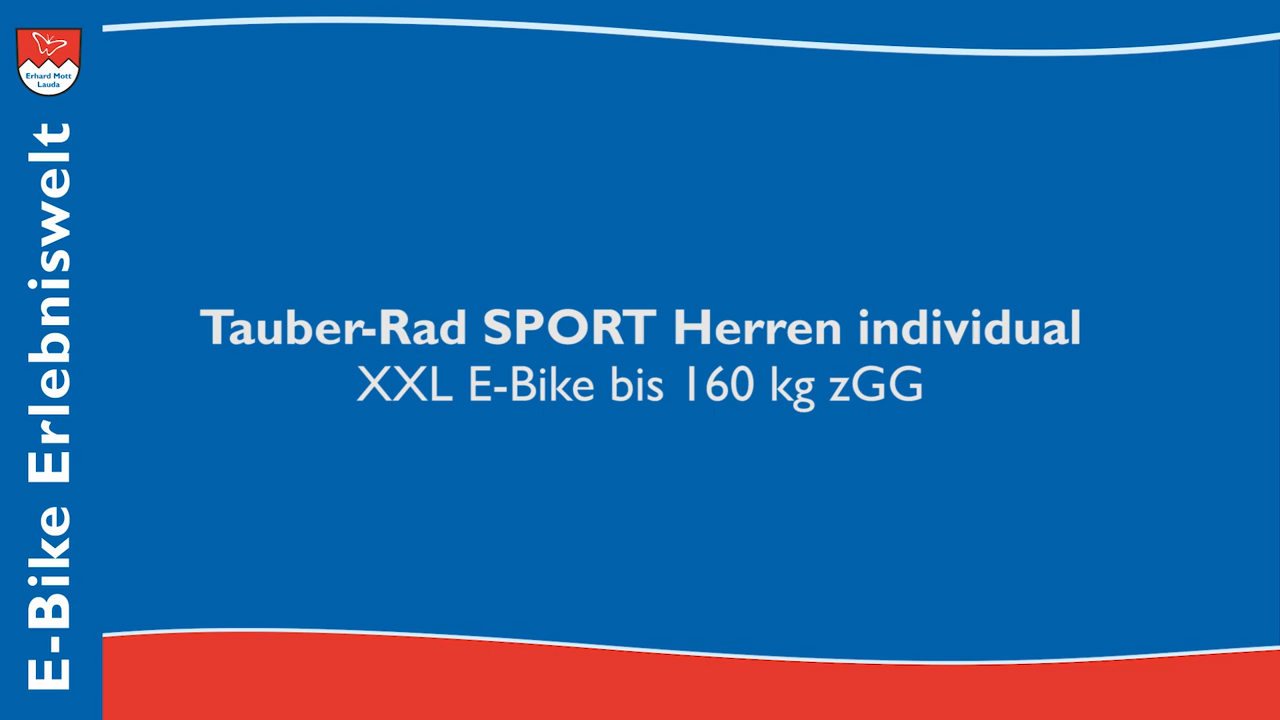 Erhard Mott
Lauda
E-Bike Erlebniswelt
Tauber-Rad SPORT Herren individual
XXL E-Bike bis 160 kg zGG